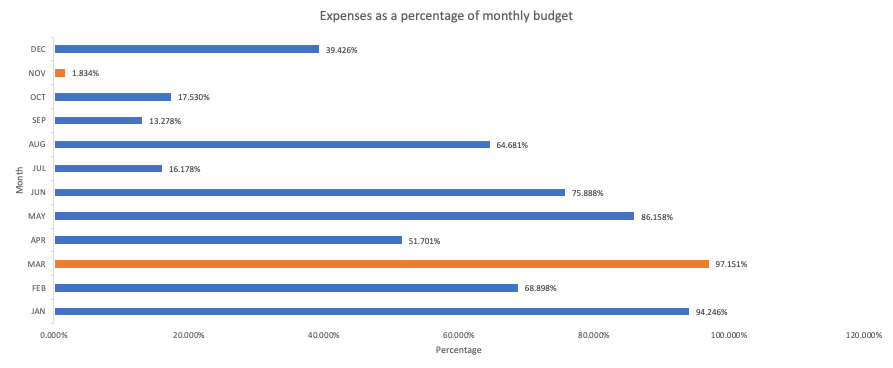 Expenses as a percentage of monthly budget
DEC 39.426%
NOV 1.834%
OCT 17.530%
SEP 13.278%
AUG 64.681%
JUL 16.178%
Month
JUN 75.888%
MAY 86.158%
APR 51.701%
MAR 97.151%
FEB 68.898%
JAN 94.246%
0.000% 20.000% 40.000% 60.000% 80.000% 100.000% 120.000%
Percentage